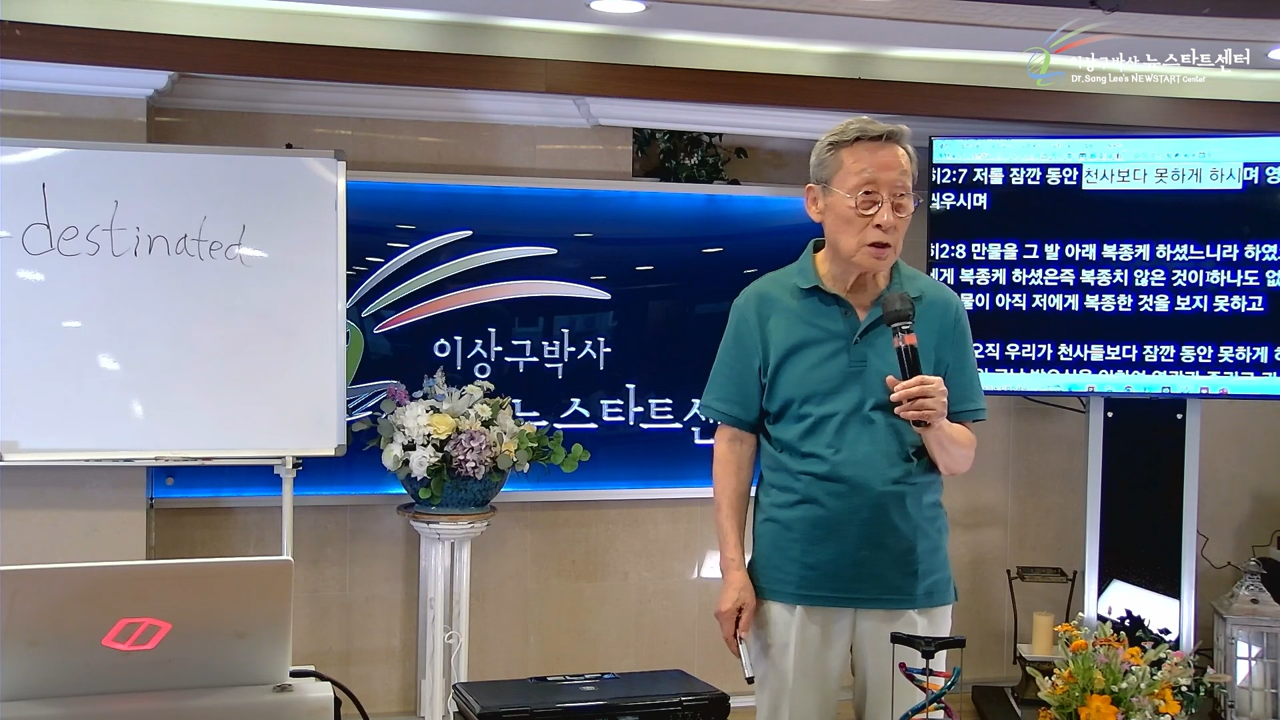 이상구박사 뉴스타트센터
Dr.Sang Lee's NEWSTART Center
destinated
이상구박사
뉴스타트센
히2:7 저를 잠깐 동안 천사보다 못하게 하시며 영
씌우시며
히2:8 만물을 그 발 아래 복종케 하셨느니라 하였
에게 복종케 하셨은즉 복종치 않은 것이 하나도 없
물이 아직 저에게 복종한 것을 보지 못하고
오직 우리가 천사들보다 잠깐 동안 못하게 하